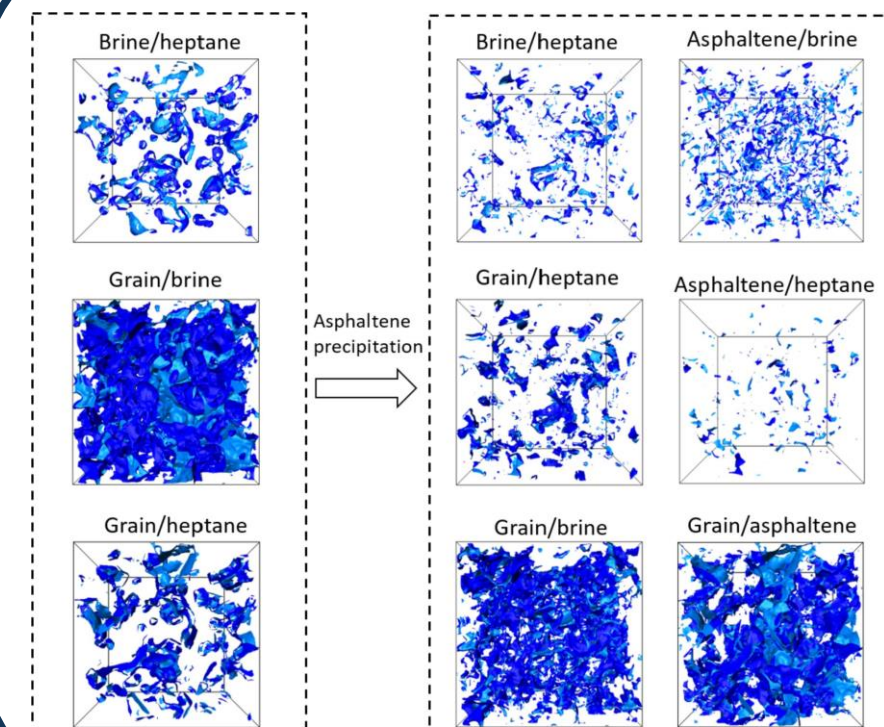 Brine/heptane
Grain/brine
Grain/heptane
Asphaltene
precipitation
Brine/heptane
Asphaltene/brine
Grain/heptane
Asphaltene/heptane
Grain/brine
Grain/asphaltene